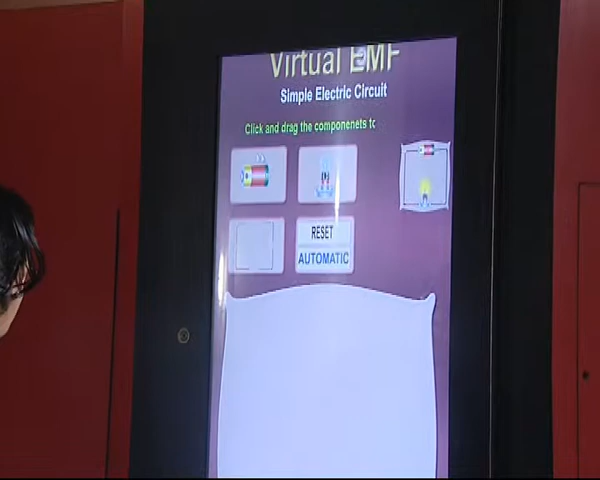 Virtual EMF
Simple Electric Circuit
Click and drag the componenets to
RESET
AUTOMATIC